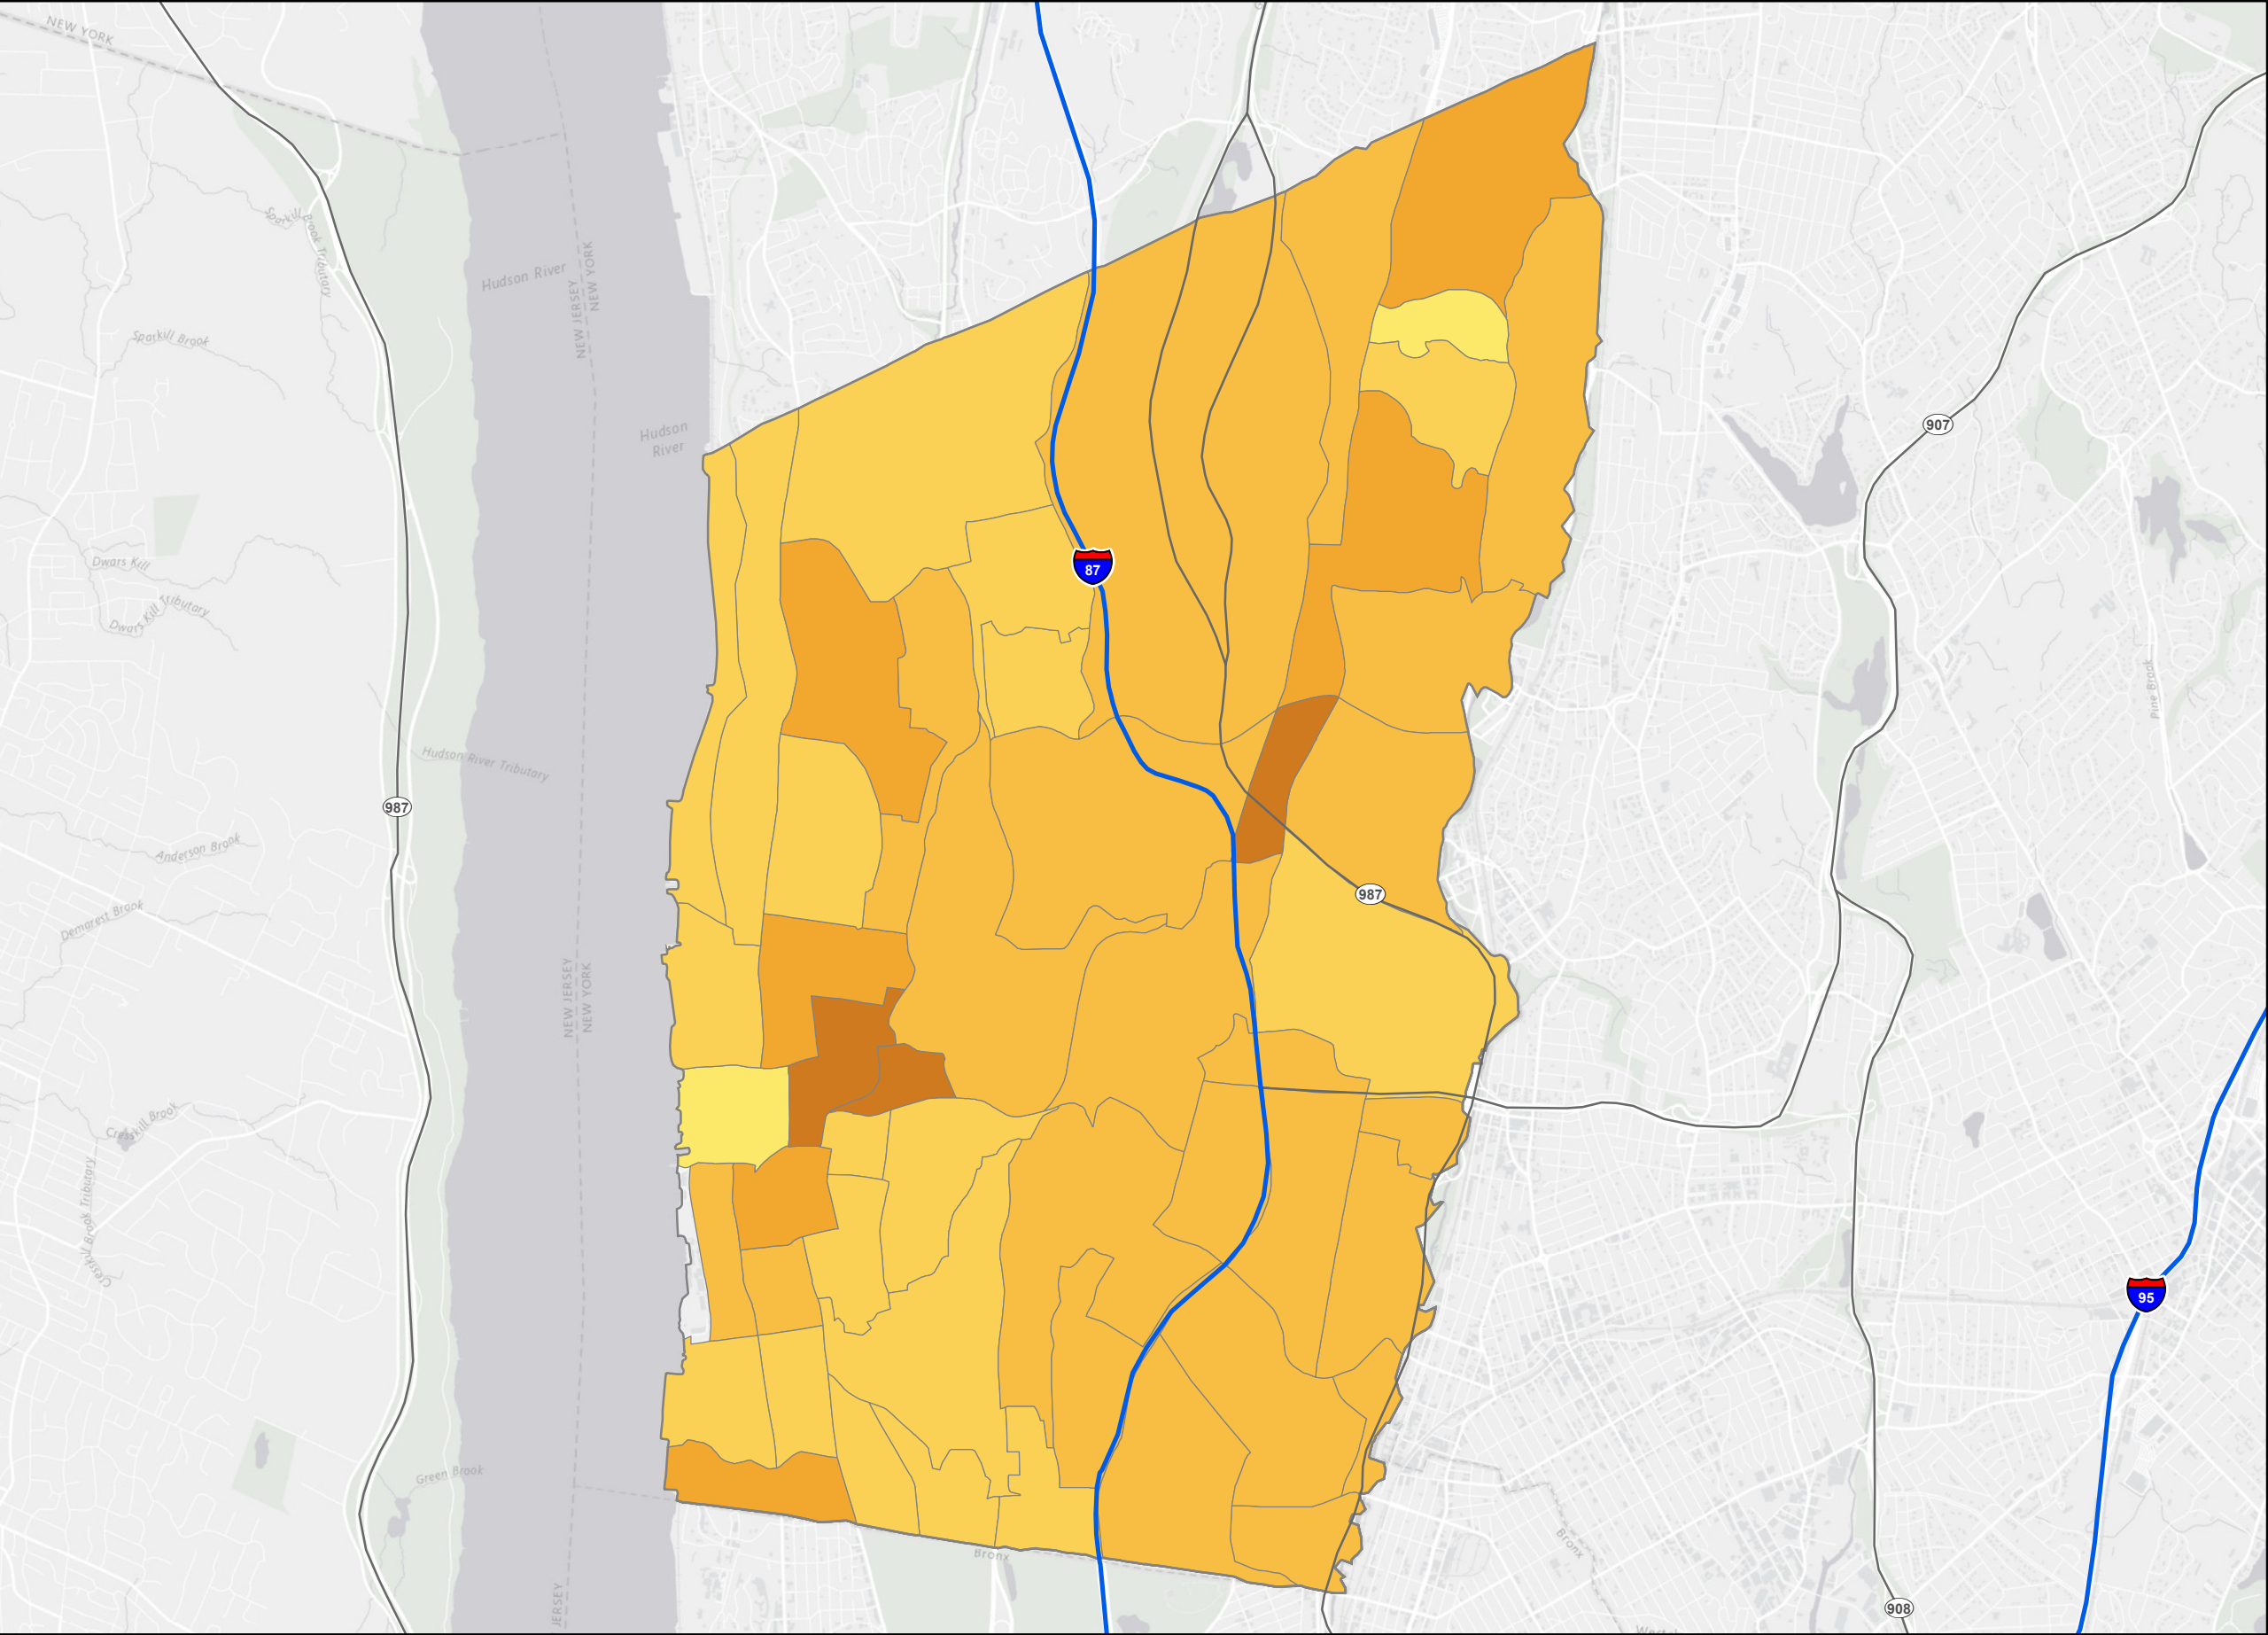 NEW YORK
Sparkill
Brook Tributary
Hudson River
NEW JERSEY
NEW YORK
Sparkill Brook
Hudson
River
907
Dwars Kill
Dwars Kill
Tributary
87
Pine Brook
Hudson River Tributary
987
Anderson Brook
987
Demarest Brook
NEW JERSEY
NEW YORK
Cresskill Brook
Cresskill Brook Tributary
95
Green Brook
Bronx
Bronx
JERSEY
908